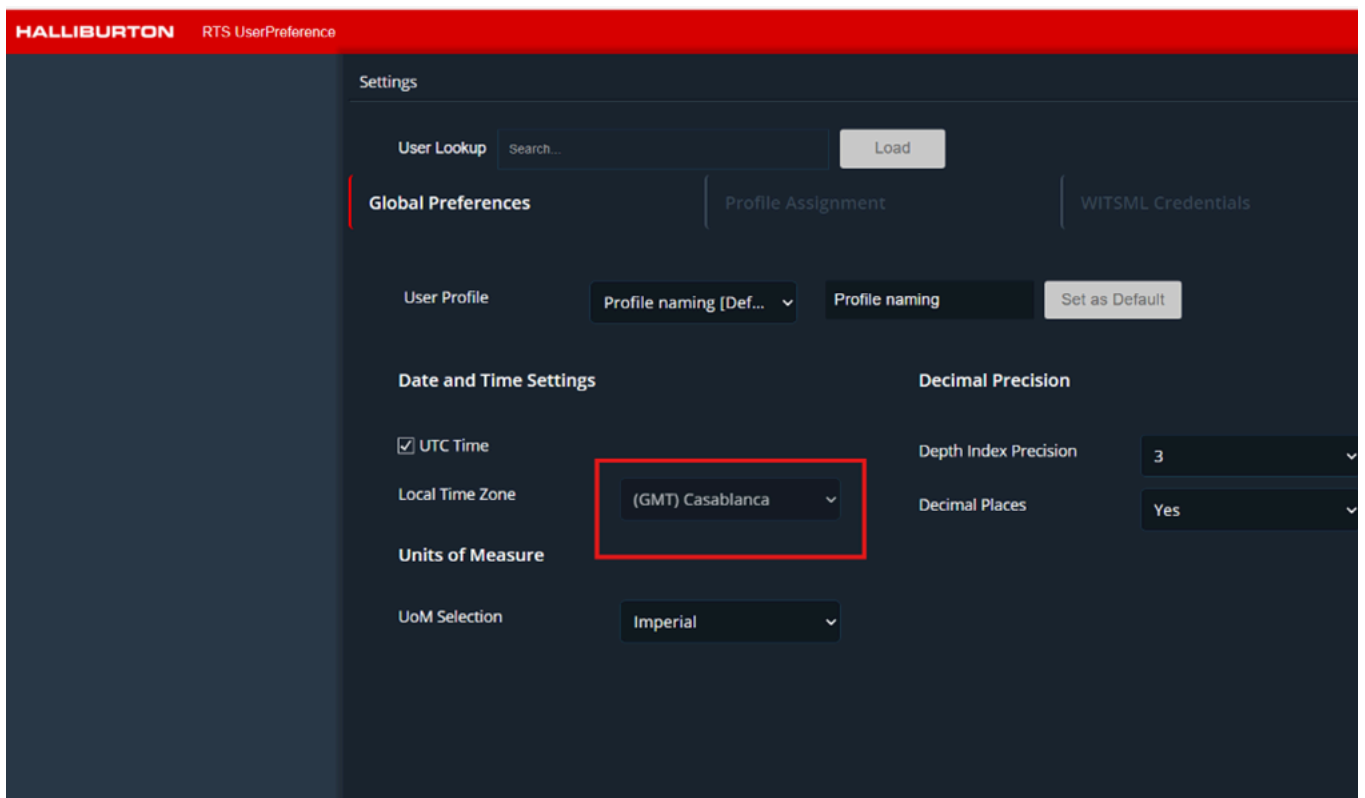 HALLIBURTON RTS UserPreference
Settings
User Lookup Search... Load
Global Preferences Profile Assignment WITSML Credentials
User Profile Profile naming [Def... Profile naming Set as Default
Date and Time Settings Decimal Precision
UTC Time Depth Index Precision 3
Local Time Zone (GMT) Casablanca Decimal Places Yes
Units of Measure
UoM Selection Imperial